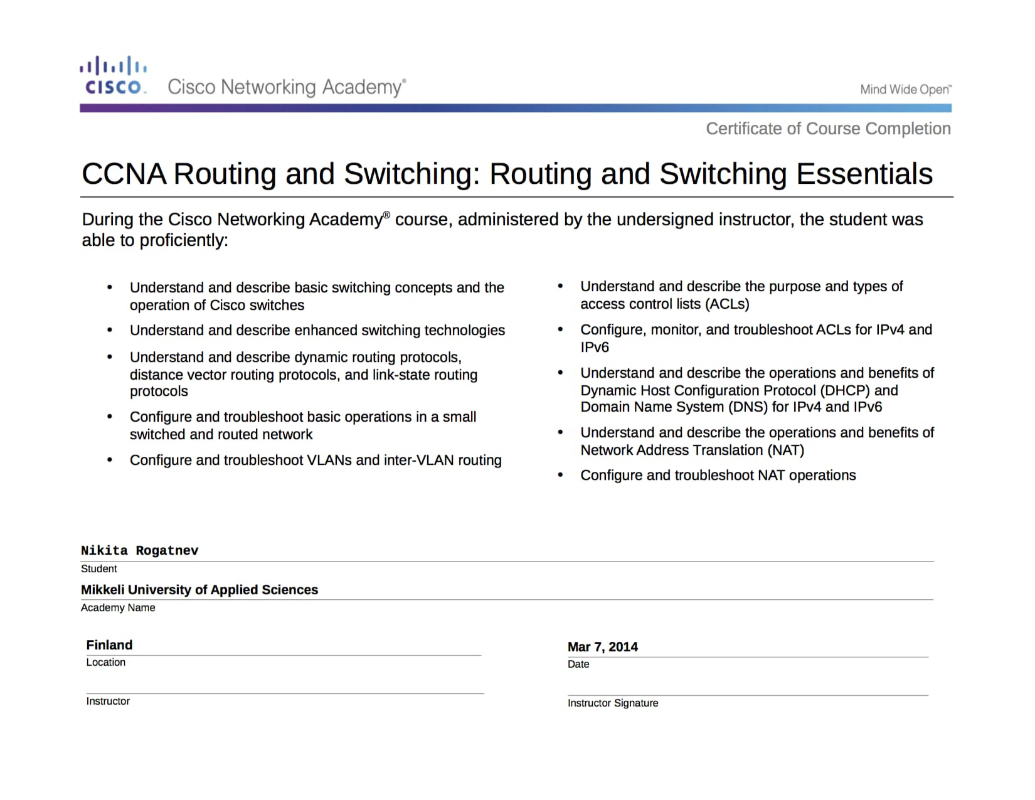 CISCO. Cisco Networking Academy® Mind Wide Open™
Certificate of Course Completion
CCNA Routing and Switching: Routing and Switching Essentials
During the Cisco Networking Academy® course, administered by the undersigned instructor, the student was
able to proficiently:
• Understand and describe basic switching concepts and the
operation of Cisco switches
• Understand and describe enhanced switching technologies
• Understand and describe dynamic routing protocols,
distance vector routing protocols, and link-state routing
protocols
• Configure and troubleshoot basic operations in a small
switched and routed network
• Configure and troubleshoot VLANs and inter-VLAN routing
• Understand and describe the purpose and types of
access control lists (ACLs)
• Configure, monitor, and troubleshoot ACLs for IPv4 and
IPv6
• Understand and describe the operations and benefits of
Dynamic Host Configuration Protocol (DHCP) and
Domain Name System (DNS) for IPv4 and IPv6
• Understand and describe the operations and benefits of
Network Address Translation (NAT)
• Configure and troubleshoot NAT operations
Nikita Rogatnev
Student
Mikkeli University of Applied Sciences
Academy Name
Finland
Location
Mar 7, 2014
Date
Instructor
Instructor Signature